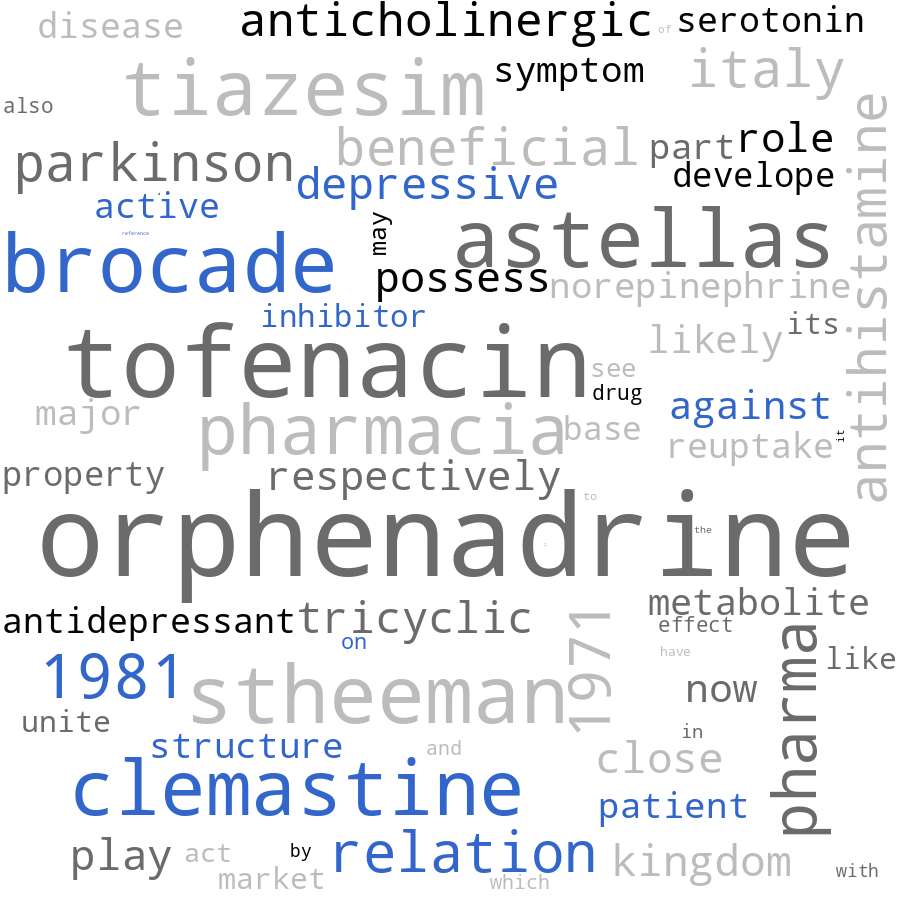 disease
anticholinergic
of
serotonin
tiazesim
symptom
italy
also
antihistamine
parkinson
beneficial
part
role
depressive
develope
active
reference
may
brocade
astellas
possess
norepinephrine
inhibitor
its
tofenacin
likely
see
drug
major
pharmacia
base
against
reuptake
it
property
respectively
to
orphenadrine
the
antidepressant
tricyclic
1971
metabolite
effect
on
have
pharma
like
1981
stheeman
now
unite
in
structure
and
close
clemastine
patient
play
act
by
relation
kingdom
market
which
with